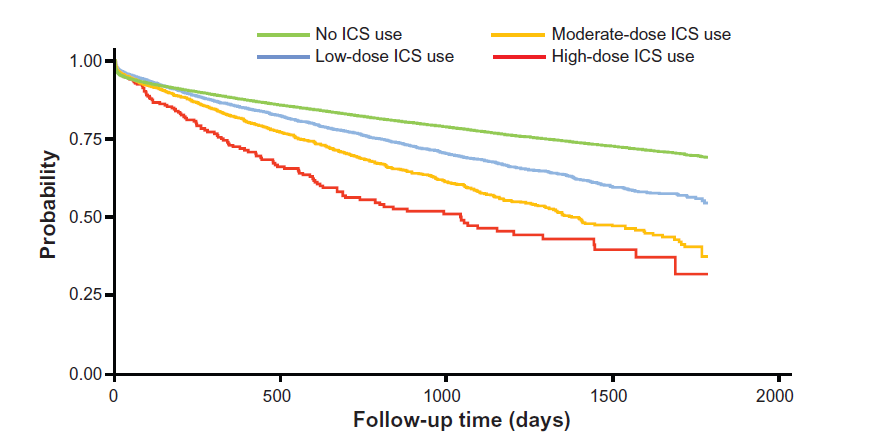 No ICS use
Moderate-dose ICS use
Low-dose ICS use
High-dose ICS use
1.00
0.75
0.50
0.25
0.00
Probability
0
500
1000
1500
2000
Follow-up time (days)